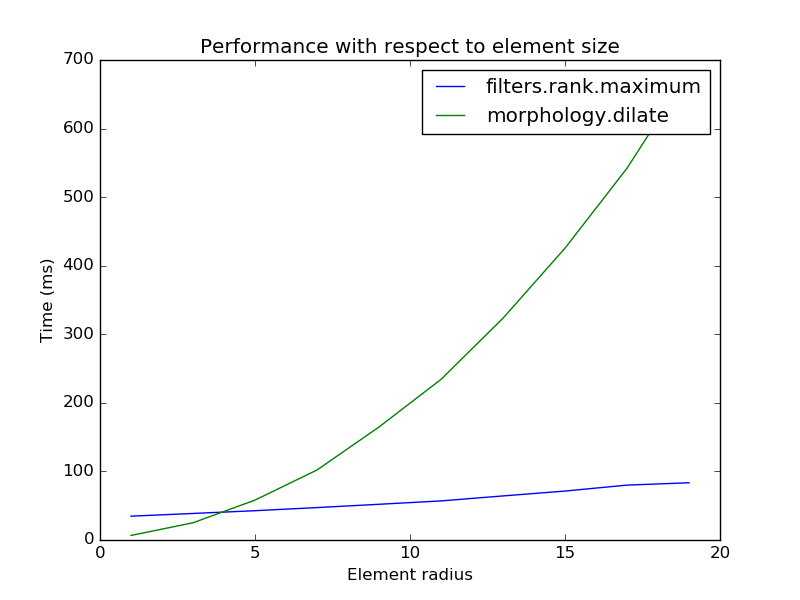 Performance with respect to element size
700
600
500
400
300
200
100
0
Time (ms)
filters.rank.maximum
morphology.dilate
0 5 10 15 20
Element radius